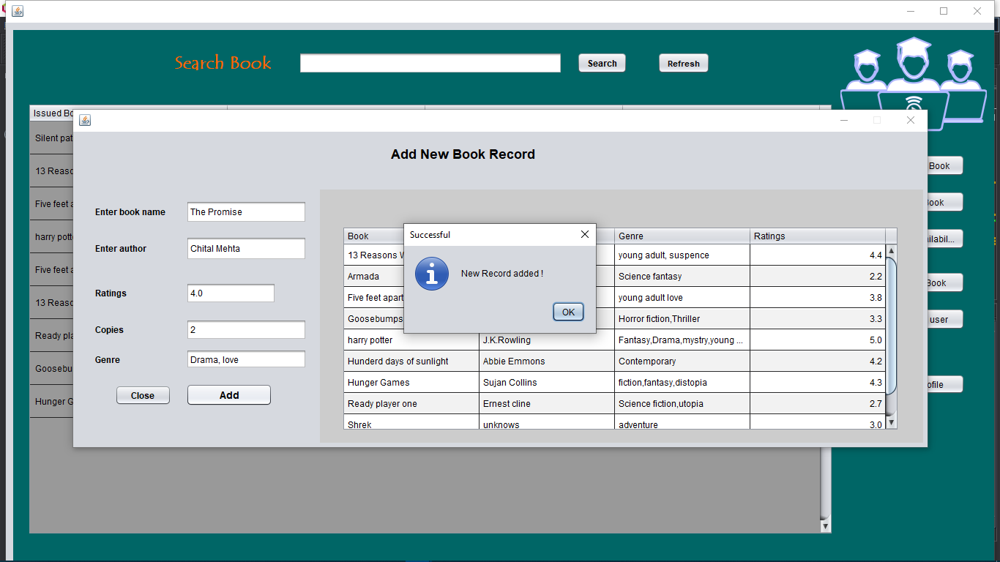 Search Book
Search
Refresh
Issued Bo
Silent pat
13 Reaso
Five feet a
harry potte
Five feet a
13 Reaso
Ready pla
Goosebu
Hunger G
Book
Book
ilabil...
Book
user
ofile
Add New Book Record
Enter book name The Promise
Enter author Chital Mehta
Ratings 4.0
Copies 2
Genre Drama, love
Close Add
Book Genre Ratings
13 Reasons W young adult, suspence 4.4
Armada Science fantasy 2.2
Five feet apart young adult love 3.8
Goosebumps Horror fiction,Thriller 3.3
harry potter J.K.Rowling Fantasy,Drama,mystry,young ... 5.0
Hunderd days of sunlight Abbie Emmons Contemporary 4.2
Hunger Games Sujan Collins fiction,fantasy,distopia 4.3
Ready player one Ernest cline Science fiction,utopia 2.7
Shrek unknows adventure 3.0
Successful
New Record added !
OK